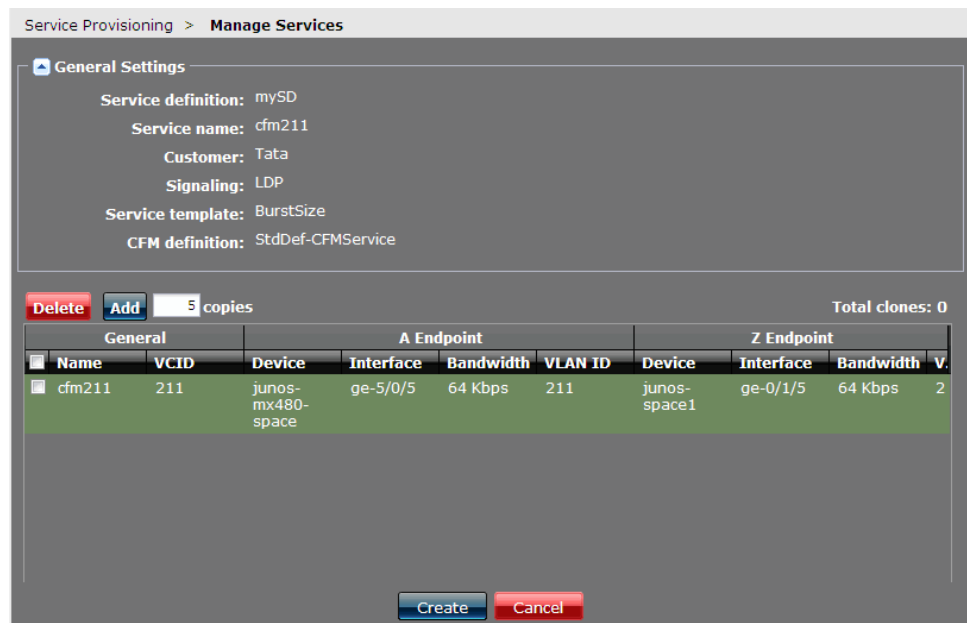 Service Provisioning > Manage Services
General Settings
Service definition: mySD
Service name: cfm211
Customer: Tata
Signaling: LDP
Service template: BurstSize
CFM definition: StdDef-CFMService
Delete Add 5 copies Total clones: 0
General A Endpoint Z Endpoint
Name VCID Device Interface Bandwidth VLAN ID Device Interface Bandwidth V.
cfm211 211 junos- ge-5/0/5 64 Kbps 211 junos- ge-0/1/5 64 Kbps 2
mx480- space1
space
Create Cancel